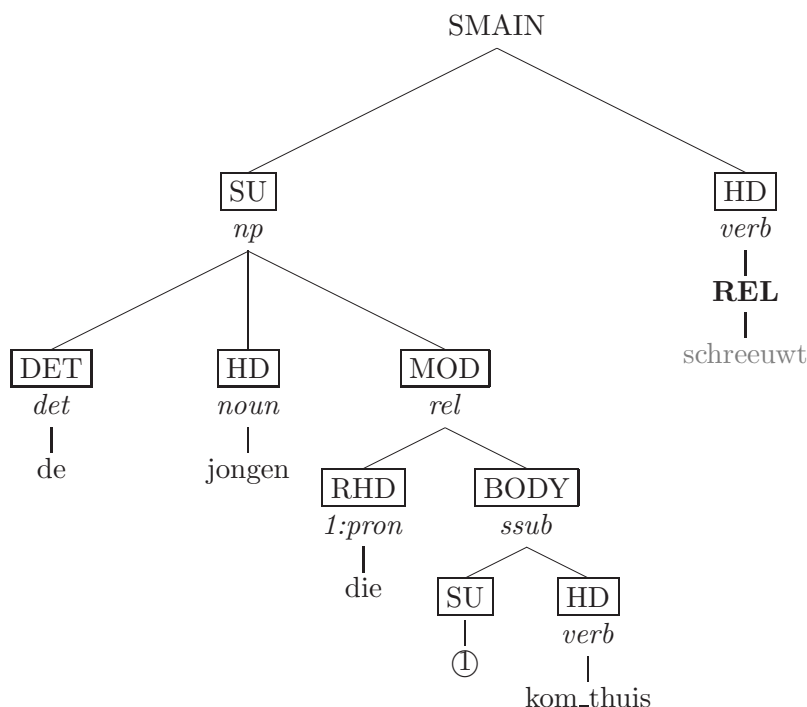 SMAIN
SU HD
np verb
REL
DET HD MOD schreeuwt
det noun rel
de jongen RHD BODY
1:pron ssub
die SU HD
verb
1
kom_thuis